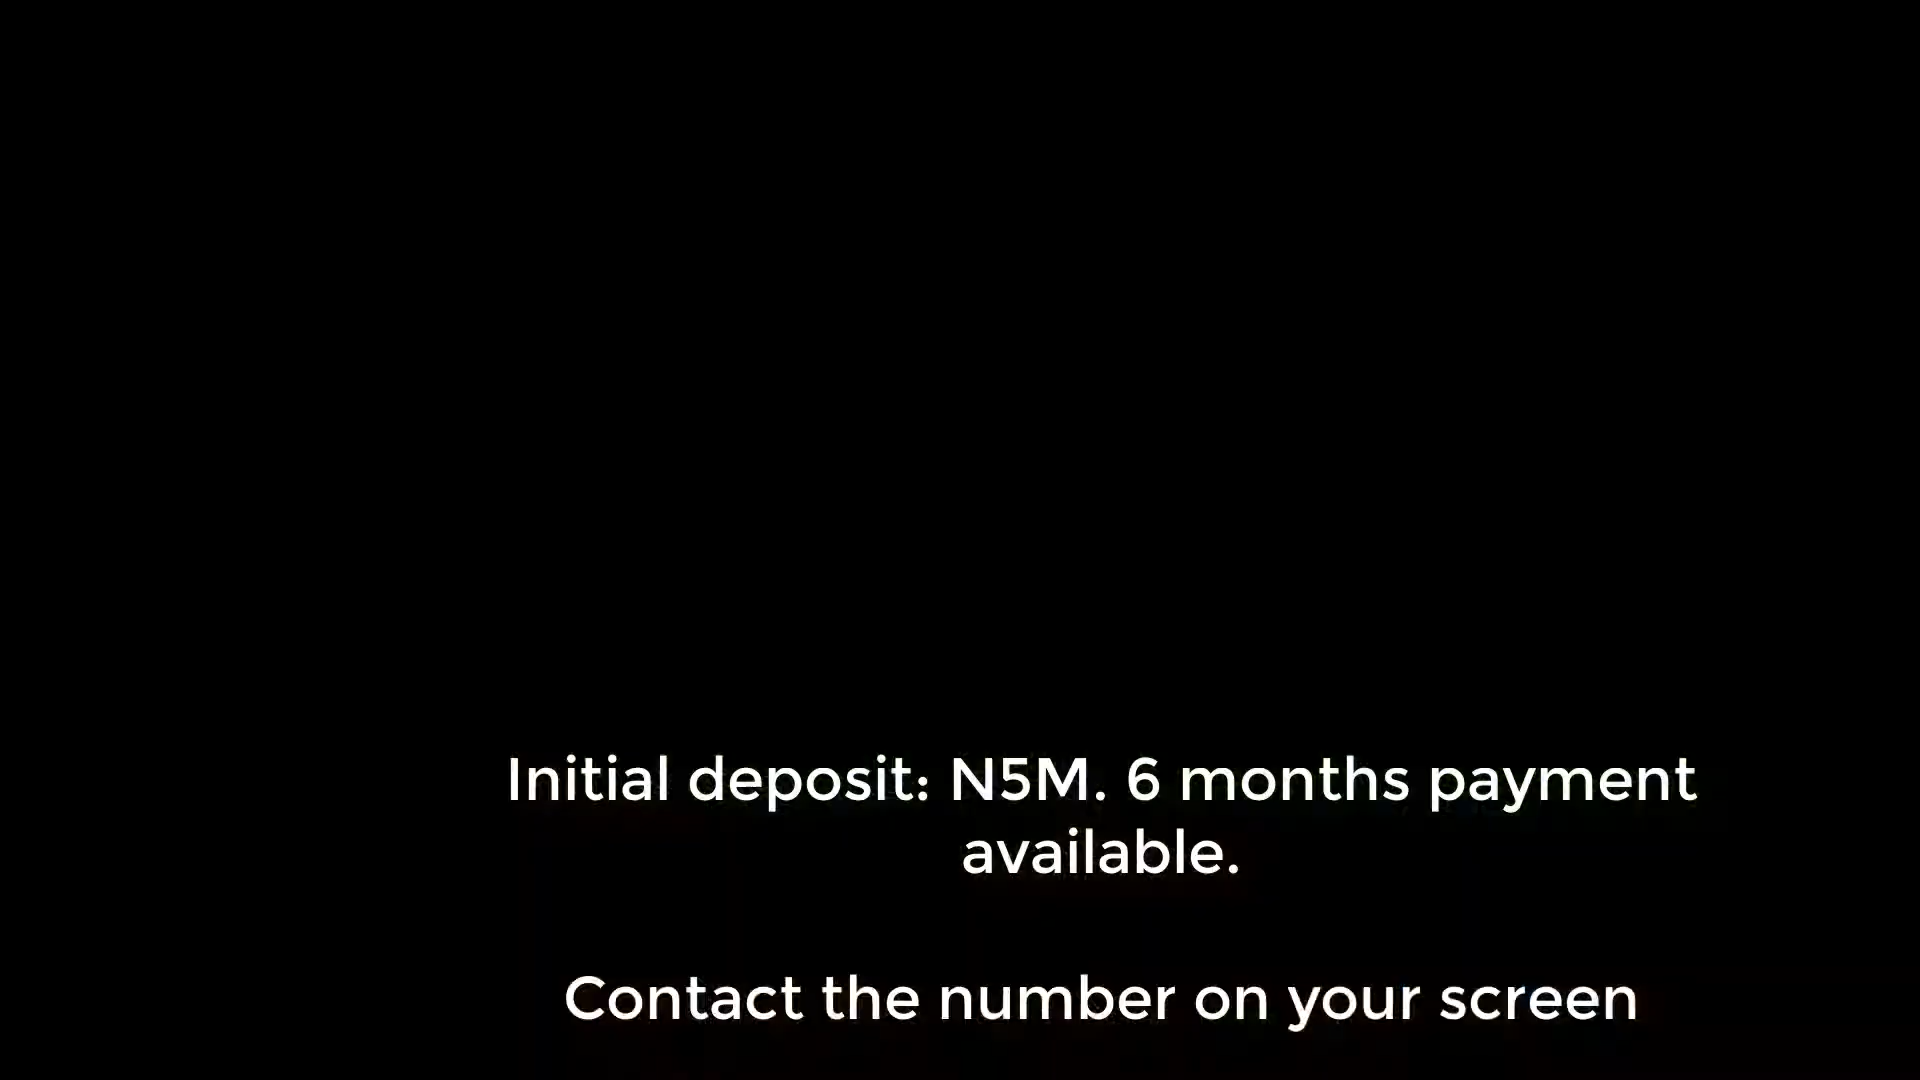 Initial deposit: N5M. 6 months payment
available.
Contact the number on your screen